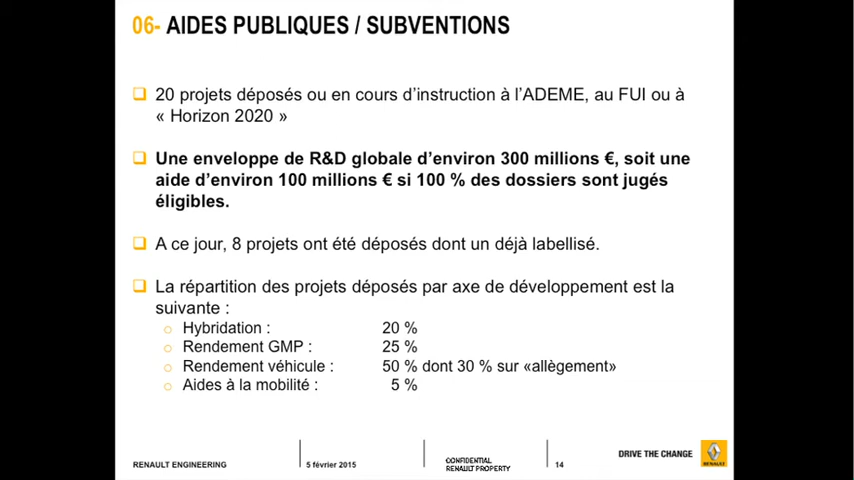 06- AIDES PUBLIQUES / SUBVENTIONS
20 projets déposés ou en cours d’instruction à l’ADEME, au FUI ou à
« Horizon 2020 »
Une enveloppe de R&D globale d’environ 300 millions €, soit une
aide d’environ 100 millions € si 100 % des dossiers sont jugés
éligibles.
A ce jour, 8 projets ont été déposés dont un déjà labellisé.
La répartition des projets déposés par axe de développement est la
suivante :
Hybridation : 20 %
Rendement GMP : 25 %
Rendement véhicule : 50 % dont 30 % sur «allègement»
Aides à la mobilité : 5 %
RENAULT ENGINEERING
5 février 2015
CONFIDENTIAL
RENAULT PROPERTY
14
DRIVE THE CHANGE
RENAULT